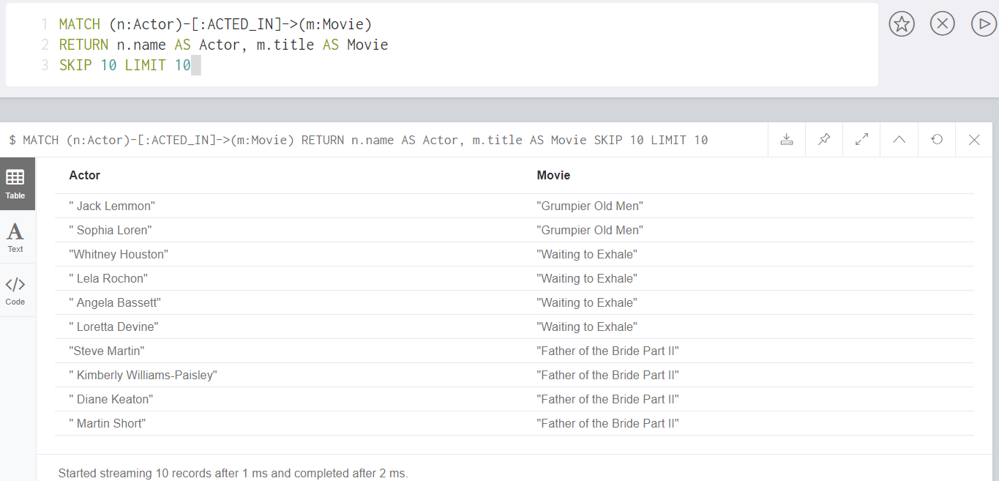 1 MATCH (n:Actor)-[:ACTED_IN]->(m:Movie)
2 RETURN n.name AS Actor, m.title AS Movie
3 SKIP 10 LIMIT 10
$ MATCH (n:Actor)-[:ACTED_IN]->(m:Movie) RETURN n.name AS Actor, m.title AS Movie SKIP 10 LIMIT 10
Table
Text
Code
Actor Movie
" Jack Lemmon" "Grumpier Old Men"
" Sophia Loren" "Grumpier Old Men"
"Whitney Houston" "Waiting to Exhale"
" Lela Rochon" "Waiting to Exhale"
" Angela Bassett" "Waiting to Exhale"
" Loretta Devine" "Waiting to Exhale"
"Steve Martin" "Father of the Bride Part II"
" Kimberly Williams-Paisley" "Father of the Bride Part II"
" Diane Keaton" "Father of the Bride Part II"
" Martin Short" "Father of the Bride Part II"
Started streaming 10 records after 1 ms and completed after 2 ms.